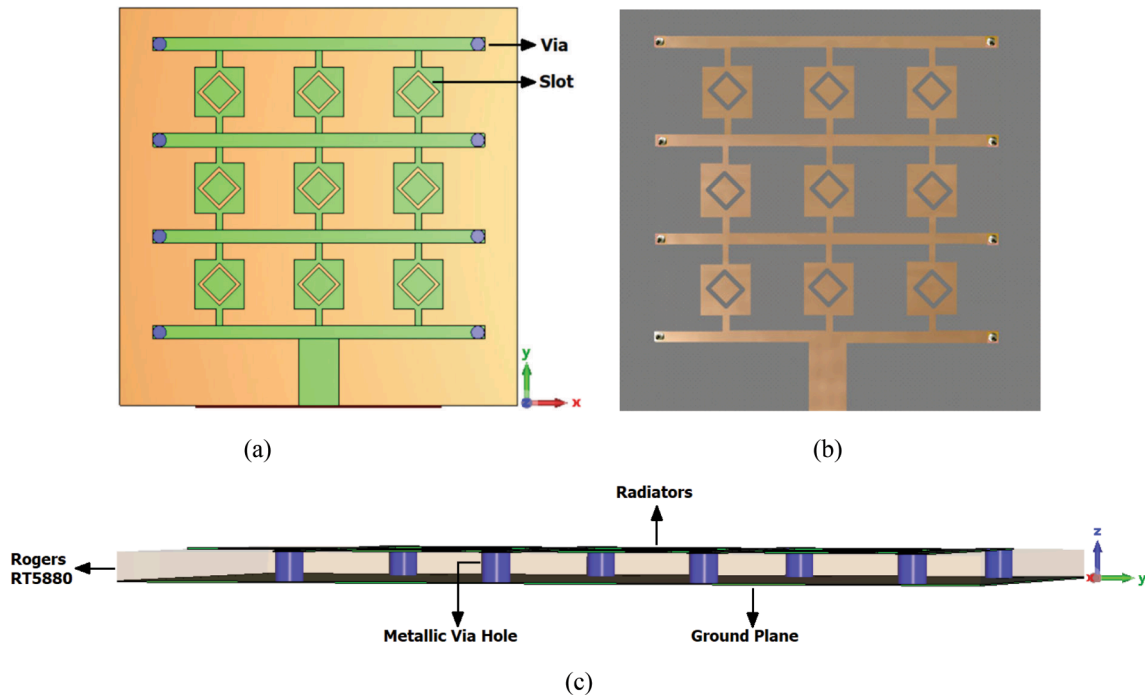 Via
Slot
y
x
(a)
(b)
Radiators
z
Rogers
RT5880
x
y
Metallic Via Hole
Ground Plane
(c)